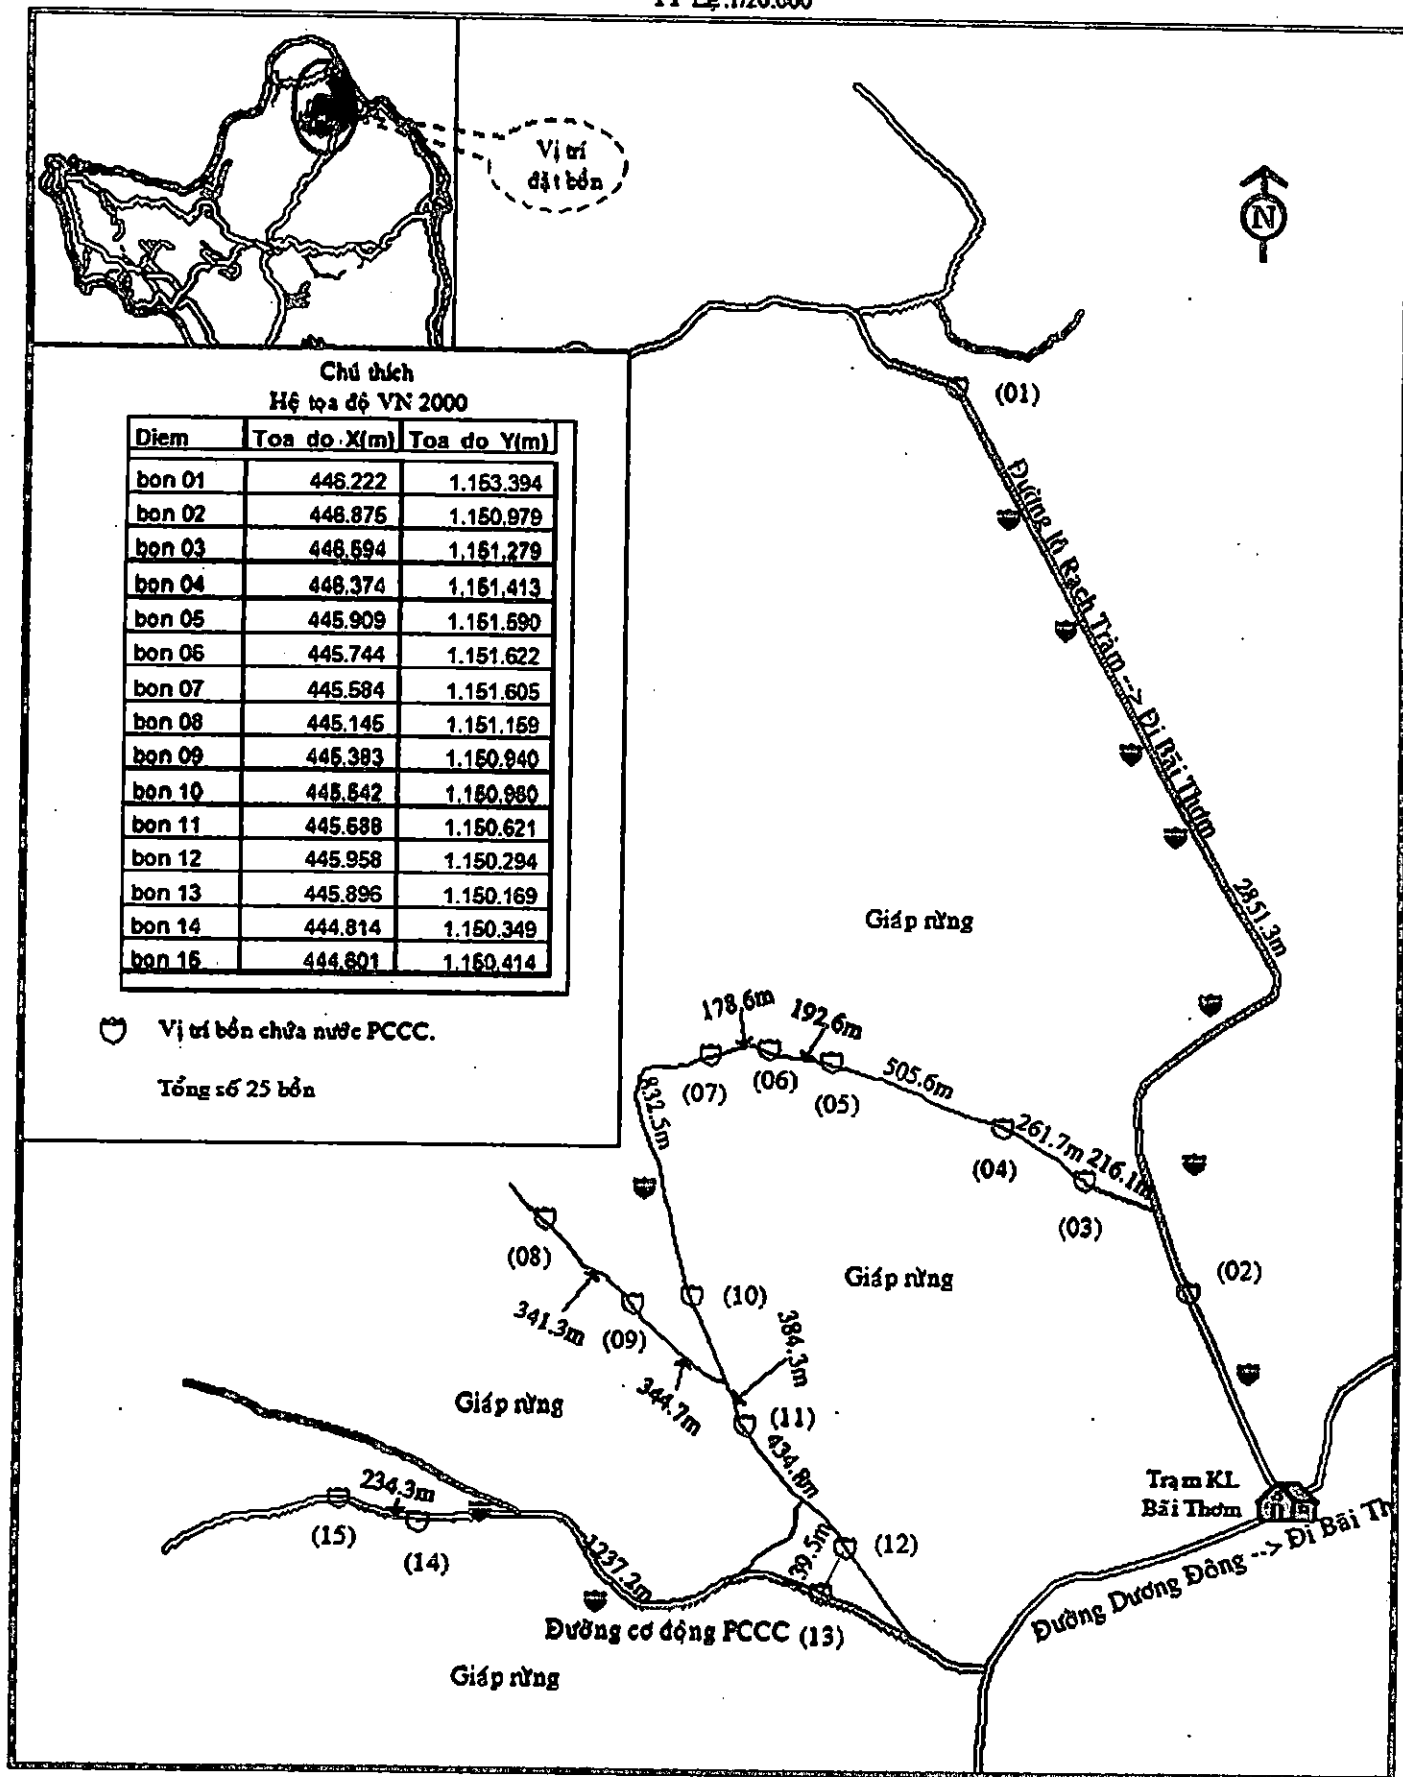 Tỷ Lệ :1/20.000
Vị trí
đặt bồn
N
Chú thích
Hệ tọa độ VN 2000
Diem Toa do X(m) Toa do Y(m)
bon 01 446.222 1.153.394
bon 02 446.875 1.150.979
bon 03 446.594 1.151.279
bon 04 446.374 1.151.413
bon 05 445.909 1.151.590
bon 06 445.744 1.151.622
bon 07 445.584 1.151.605
bon 08 445.145 1.151.159
bon 09 445.383 1.150.940
bon 10 445.542 1.150.980
bon 11 445.688 1.150.621
bon 12 445.958 1.150.294
bon 13 445.896 1.150.169
bon 14 444.814 1.150.349
bon 15 444.601 1.150.414
Vị trí bồn chứa nước PCCC.
Tổng số 25 bồn
(01)
Đường lô Rạch Tràm --> Đi Bãi Thơm
2851.3m
Giáp rừng
178.6m
192.6m
505.6m
(07)
(06)
(05)
832.5m
261.7m
216.1m
(04)
(03)
(08)
(02)
Giáp rừng
(10)
341.3m
(09)
384.3m
344.7m
Giáp rừng
(11)
434.8m
234.3m
Trạm KL
Bãi Thơm
(15)
(14)
(12)
139.5m
1237.2m
Đường Dương Đông --> Đi Bãi Th
Đường cơ động PCCC (13)
Giáp rừng